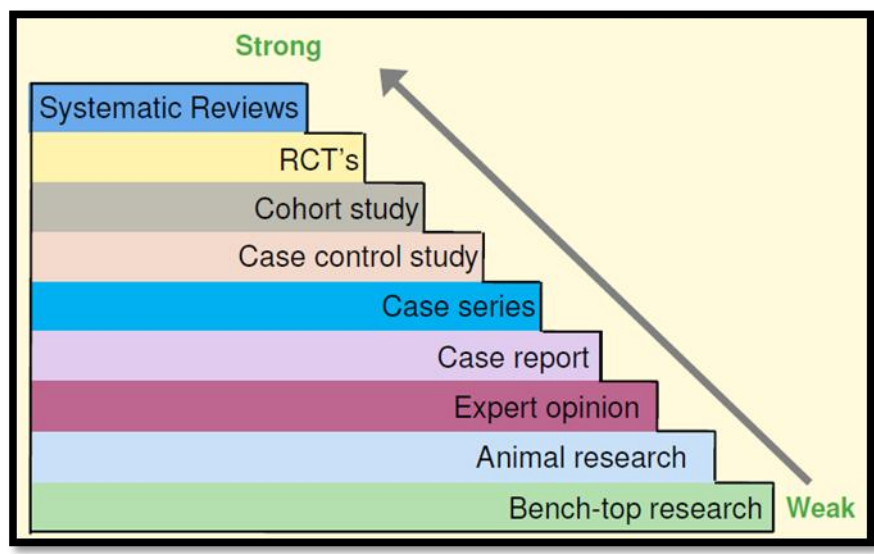 Strong
Systematic Reviews
RCT's
Cohort study
Case control study
Case series
Case report
Expert opinion
Animal research
Bench-top research
Weak